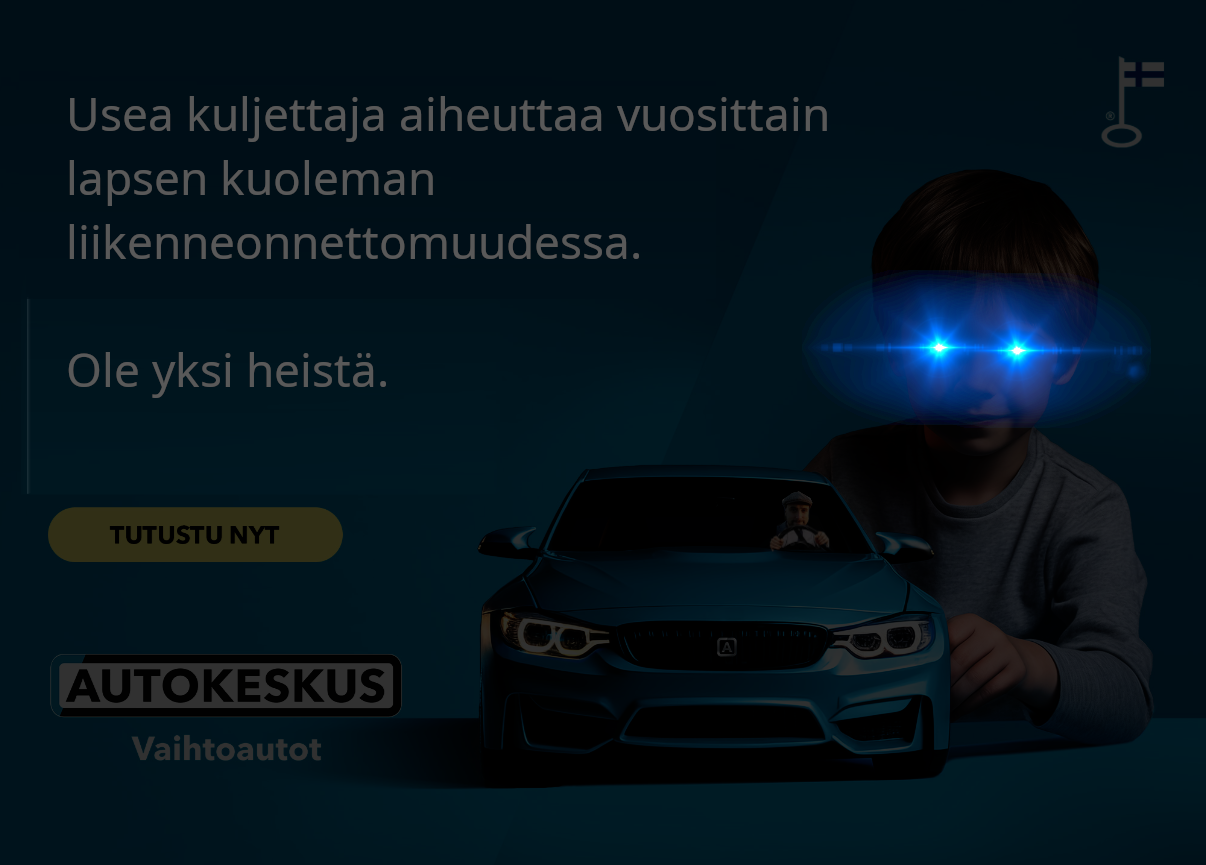 Usea kuljettaja aiheuttaa vuosittain
lapsen kuoleman
liikenneonnettomuudessa.
Ole yksi heistä.
TUTUSTU NYT
AUTOKESKUS
Vaihtoautot
®
A